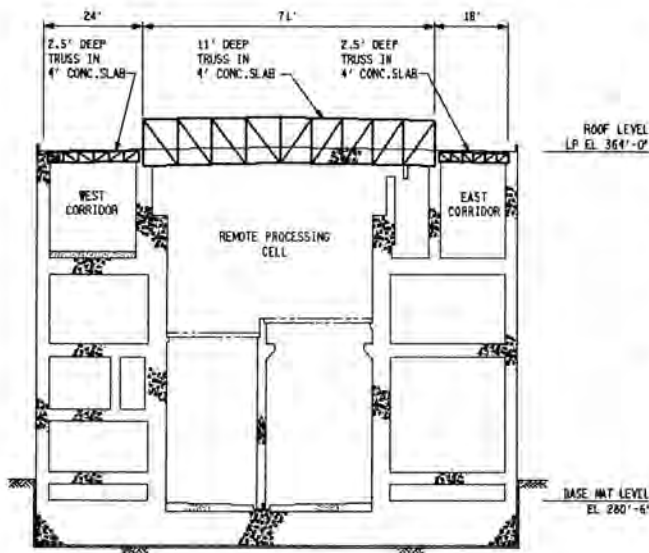 24'
71'
18'
2.5' DEEP
TRUSS IN
4' CONC.SLAB
11' DEEP
TRUSS IN
4' CONC.SLAB
2.5' DEEP
TRUSS IN
4' CONC.SLAB
ROOF LEVEL
LP EL 364'-0"
WEST
CORRIDOR
REMOTE PROCESSING
CELL
EAST
CORRIDOR
BASE MAT LEVEL
EL 280'-6"